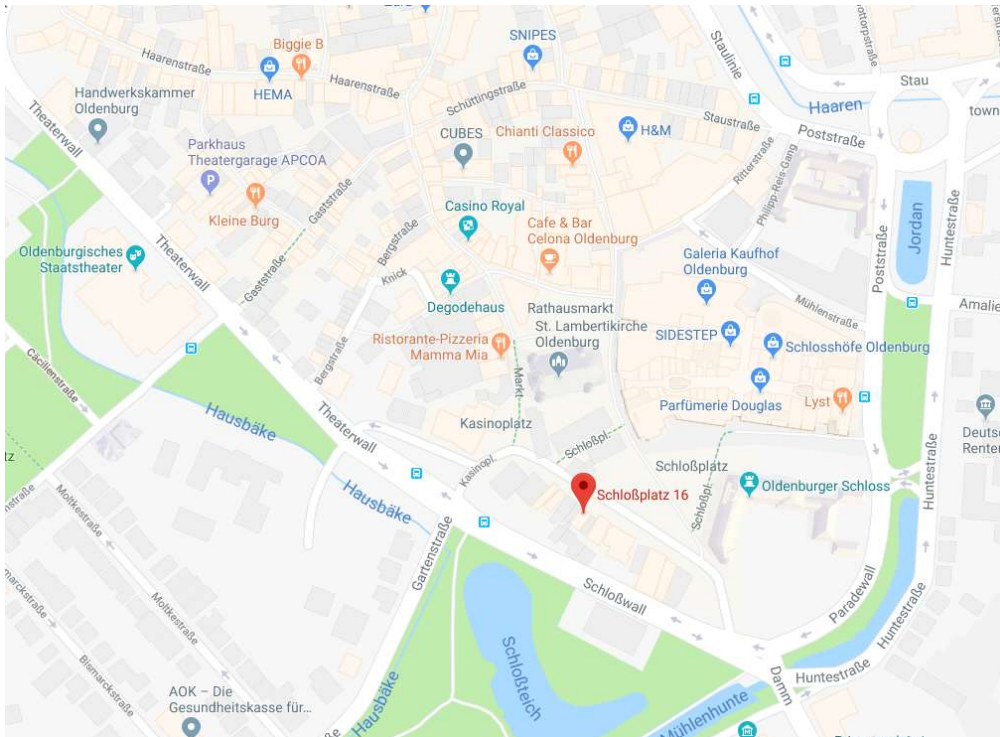 Biggie B
SNIPES
Staulinie
Stau
Haarenstraße
HEMA
Haarenstraße
Schüttingstraße
Haaren
town
Handwerkskammer
Oldenburg
Theaterwall
CUBES
Chianti Classico
H&M
Staustraße
Poststraße
Parkhaus
Theatergarage APCOA
Ritterstraße
Philipp-Reis-Gang
Kleine Burg
Gaststraße
Casino Royal
Cafe & Bar
Celona Oldenburg
Bergstraße
Jordan
Huntestraße
Oldenburgisches
Staatstheater
Theaterwall
Gaststraße
Knick
Degodehaus
Galeria Kaufhof
Oldenburg
Poststraße
Rathausmarkt
Mühlenstraße
Amalie
St. Lambertikirche
Oldenburg
SIDESTEP
Schlosshöfe Oldenburg
Ristorante-Pizzeria
Mamma Mia
Bergstraße
Markt
Cäcilienstraße
Parfümerie Douglas
Lyst
Hausbäke
Theaterwall
Kasinoplatz
Deutsc
Renten
Huntestraße
tz
Schloßpl.
Kasinopl.
Schloßplatz
Oldenburger Schloss
Schloßplatz 16
Schloßpl.
Moltkestraße
Hausbäke
Huntestraße
Gartenstraße
Moltkestraße
Schloßwall
Paradewall
Huntestraße
Bismarckstraße
Schloßteich
Damm
Huntestraße
AOK – Die
Gesundheitskasse für...
Hausbäke
Mühlenhunte